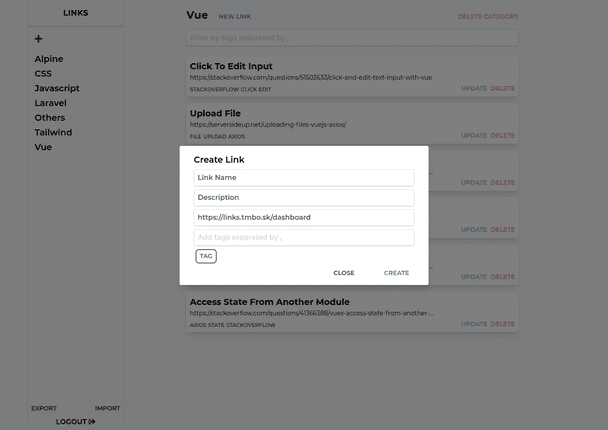 LINKS
+
Alpine
CSS
Javascript
Laravel
Others
Tailwind
Vue
EXPORT IMPORT
LOGOUT
Vue NEW LINK DELETE CATEGORY
Filter by tags separated by ,
Click To Edit Input
https://stackoverflow.com/questions/51503633/click-and-edit-text-input-with-vue
STACKOVERFLOW CLICK EDIT UPDATE DELETE
Upload File
https://serversideup.net/uploading-files-vuejs-axios/
FILE UPLOAD AXIOS UPDATE DELETE
Create Link
Link Name
Description
https://links.tmbo.sk/dashboard
Add tags separated by ,
TAG
CLOSE CREATE
UPDATE DELETE
UPDATE DELETE
UPDATE DELETE
Access State From Another Module
https://stackoverflow.com/questions/41366388/vuex-access-state-from-another-...
AXIOS STATE STACKOVERFLOW UPDATE DELETE